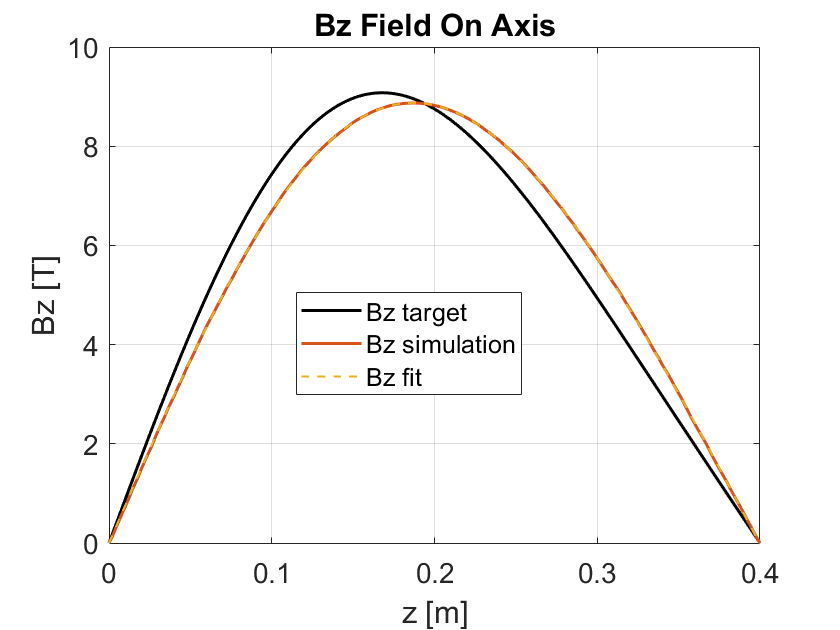 Bz Field On Axis
10
8
6
4
2
0
Bz [T]
Bz target
Bz simulation
Bz fit
0
0.1
0.2
0.3
0.4
z [m]